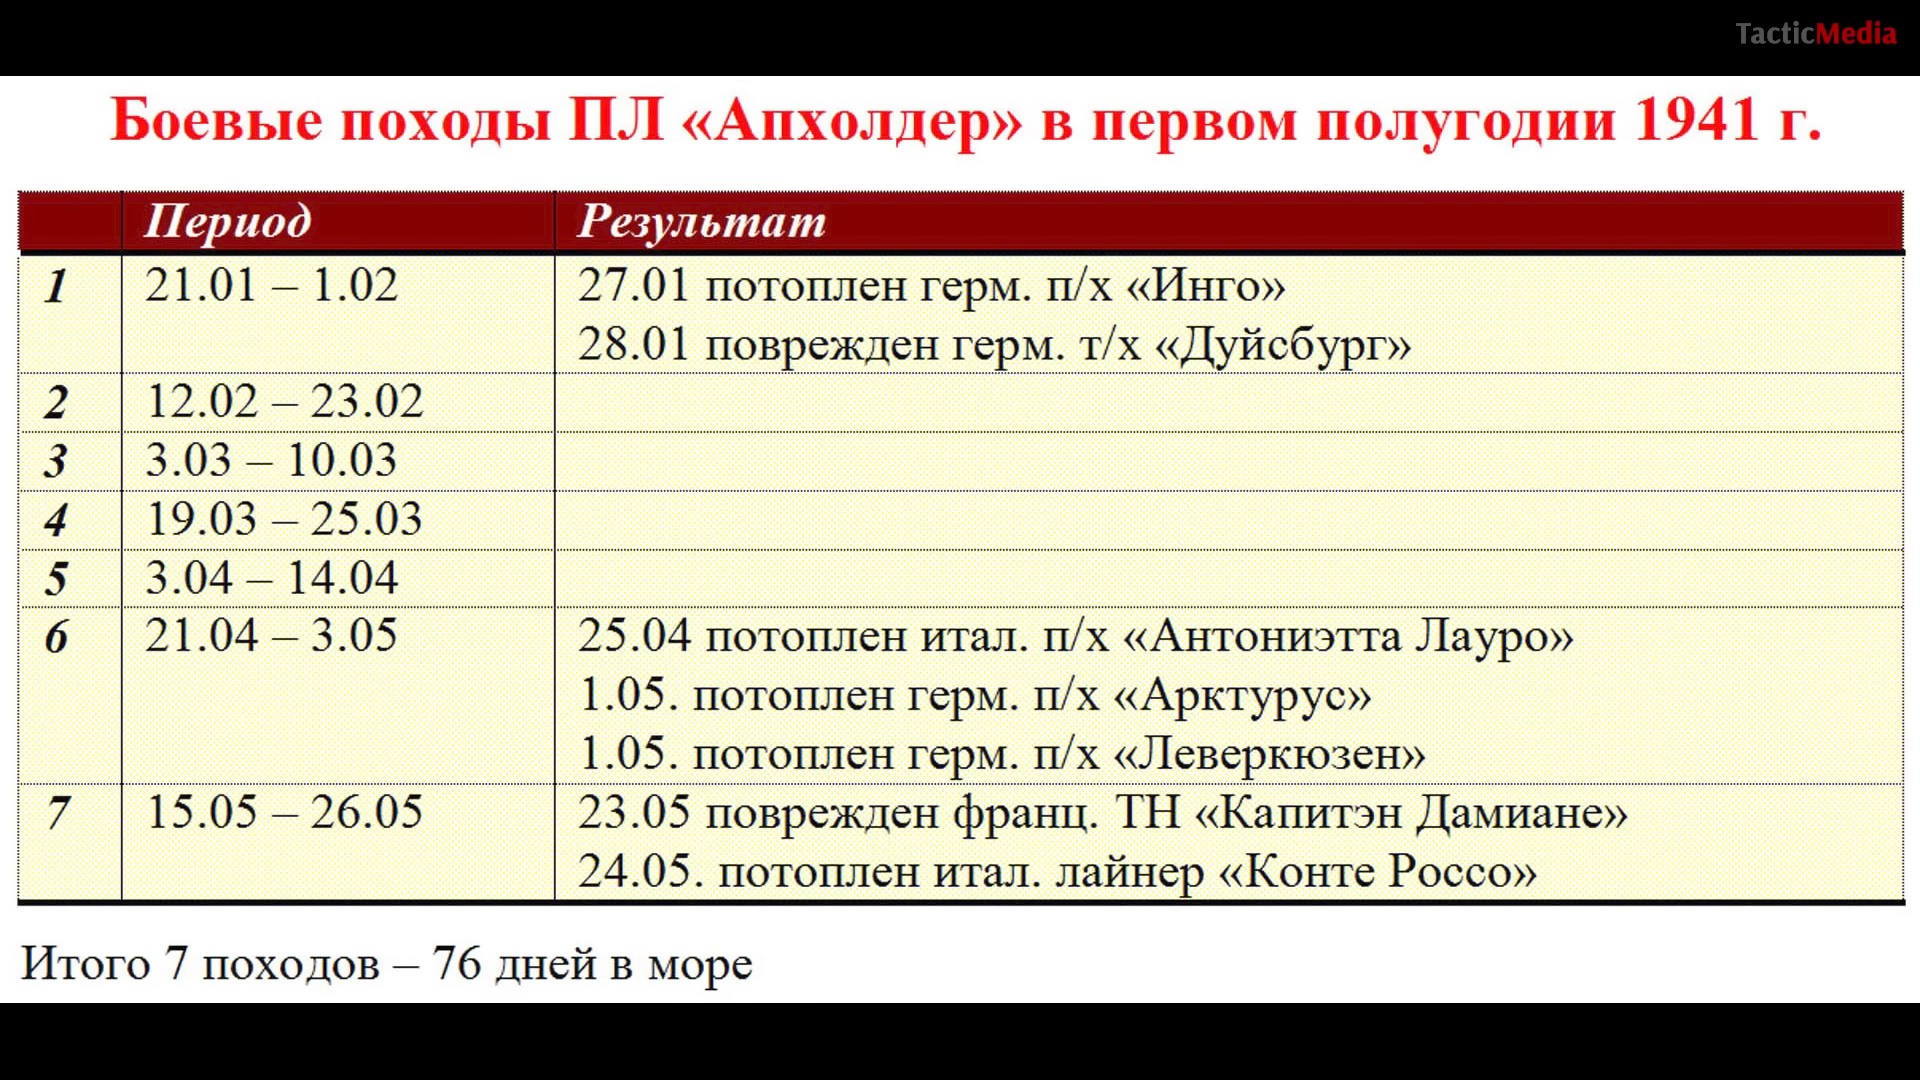 TacticMedia
Боевые походы ПЛ «Апхолдер» в первом полугодии 1941 г.
Период Результат
1 21.01 – 1.02 27.01 потоплен герм. п/х «Инго»
28.01 поврежден герм. т/х «Дуйсбург»
2 12.02 – 23.02
3 3.03 – 10.03
4 19.03 – 25.03
5 3.04 – 14.04
6 21.04 – 3.05 25.04 потоплен итал. п/х «Антониэтта Лауро»
1.05. потоплен герм. п/х «Арктурус»
1.05. потоплен герм. п/х «Леверкюзен»
7 15.05 – 26.05 23.05 поврежден франц. ТН «Капитэн Дамиане»
24.05. потоплен итал. лайнер «Конте Россо»
Итого 7 походов – 76 дней в море